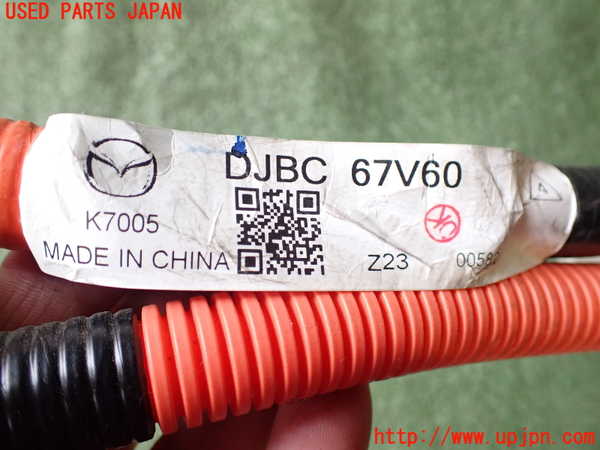 USED PARTS JAPAN
DJBC 67V60
K7005
MADE IN CHINA
Z23
http://www.upjpn.com